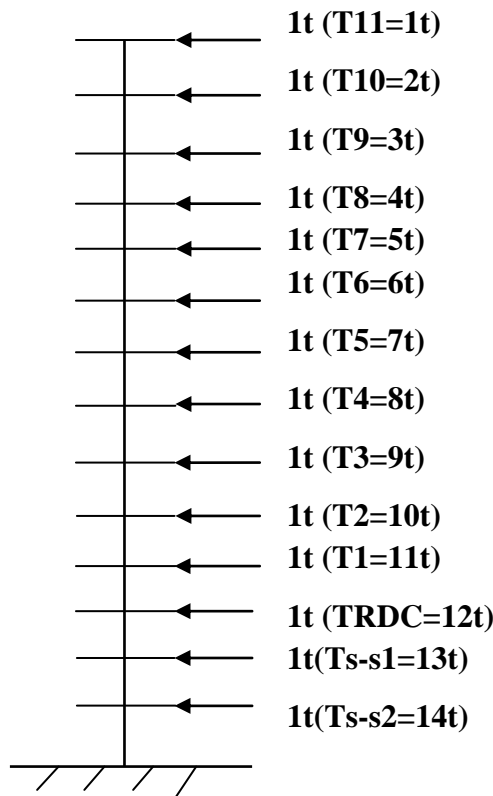 1t (T11=1t)
1t (T10=2t)
1t (T9=3t)
1t (T8=4t)
1t (T7=5t)
1t (T6=6t)
1t (T5=7t)
1t (T4=8t)
1t (T3=9t)
1t (T2=10t)
1t (T1=11t)
1t (TRDC=12t)
1t(Ts-s1=13t)
1t(Ts-s2=14t)